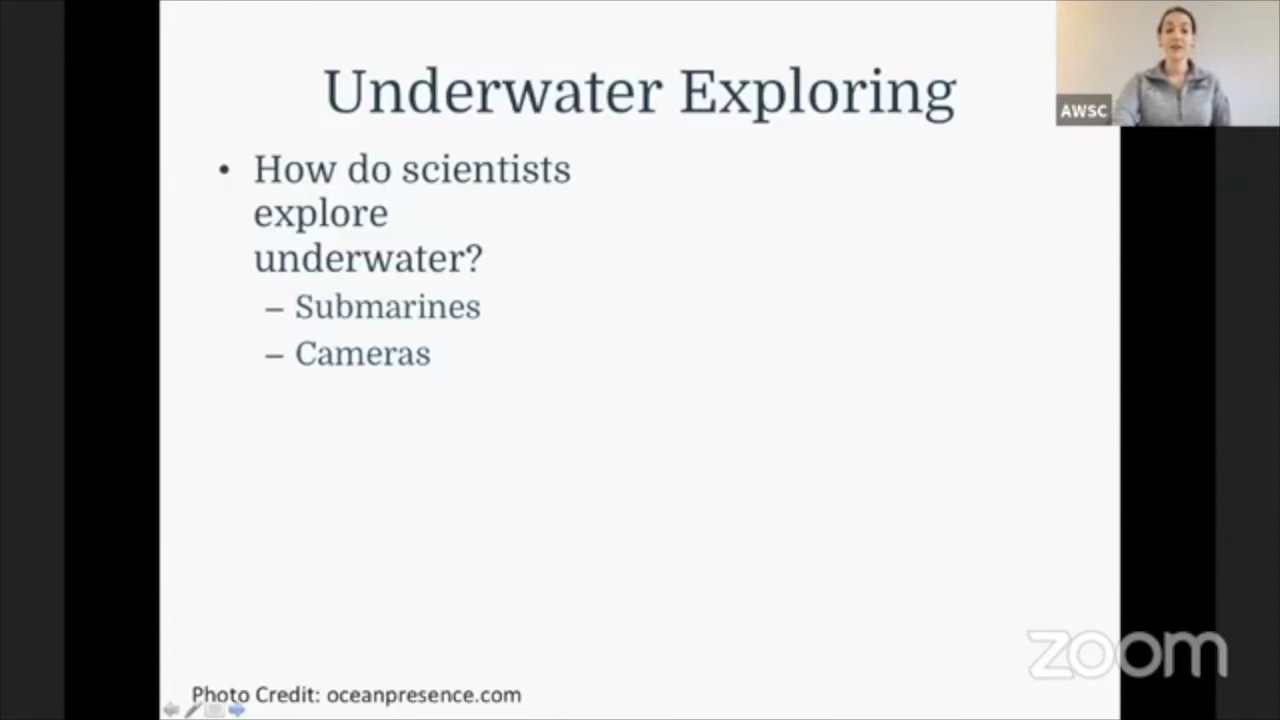 Underwater Exploring
AWSC
• How do scientists
explore
underwater?
– Submarines
– Cameras
zoom
Photo Credit: oceanpresence.com